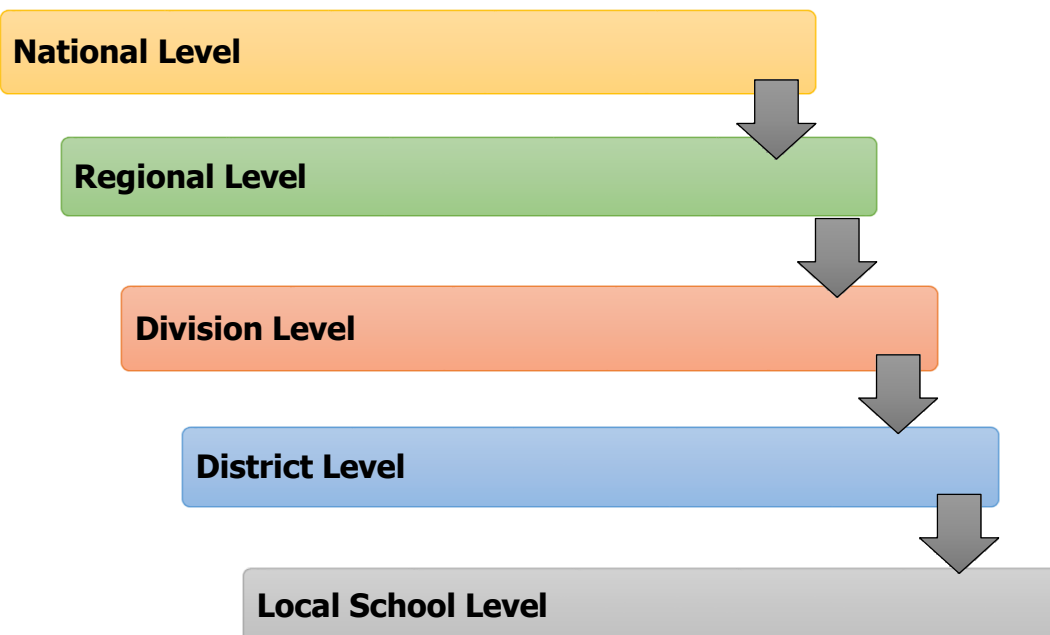 National Level
Regional Level
Division Level
District Level
Local School Level